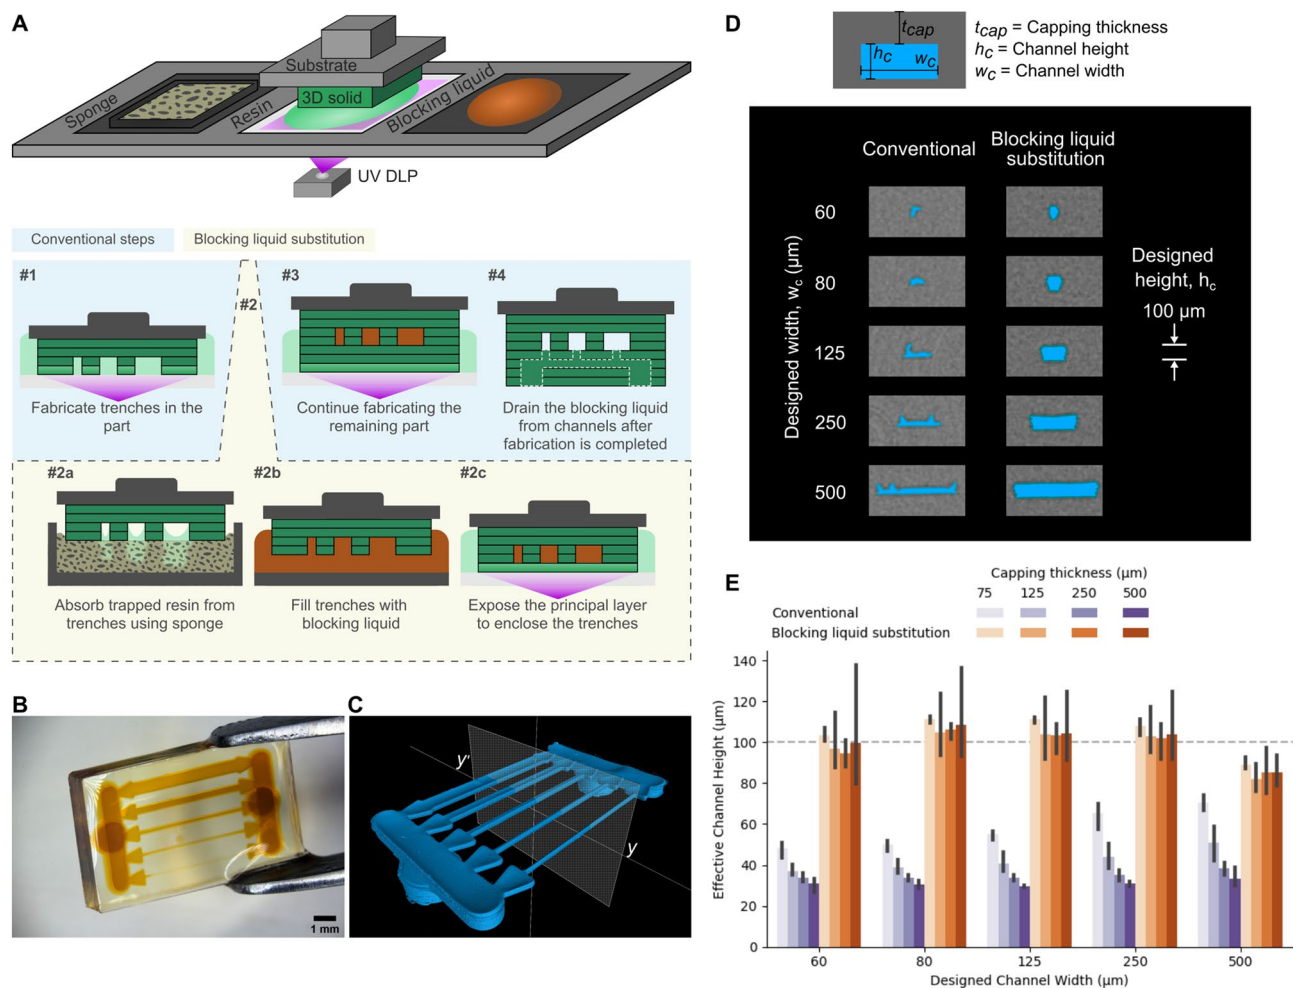 A
Substrate
Sponge
Resin
3D solid
Blocking liquid
UV DLP
Conventional steps
Blocking liquid substitution
#1
Fabricate trenches in the
part
#2
#3
Continue fabricating the
remaining part
#4
Drain the blocking liquid
from channels after
fabrication is completed
#2a
Absorb trapped resin from
trenches using sponge
#2b
Fill trenches with
blocking liquid
#2c
Expose the principal layer
to enclose the trenches
B
1 mm
C
y'
y
D
tcap
hc
wc
tcap = Capping thickness
hc = Channel height
wc = Channel width
Conventional
Blocking liquid
substitution
Designed width, wc (µm)
60
80
125
250
500
Designed
height, hc
100 µm
E
Capping thickness (µm)
75 125 250 500
Conventional
Blocking liquid substitution
Effective Channel Height (µm)
140
120
100
80
60
40
20
0
60 80 125 250 500
Designed Channel Width (µm)